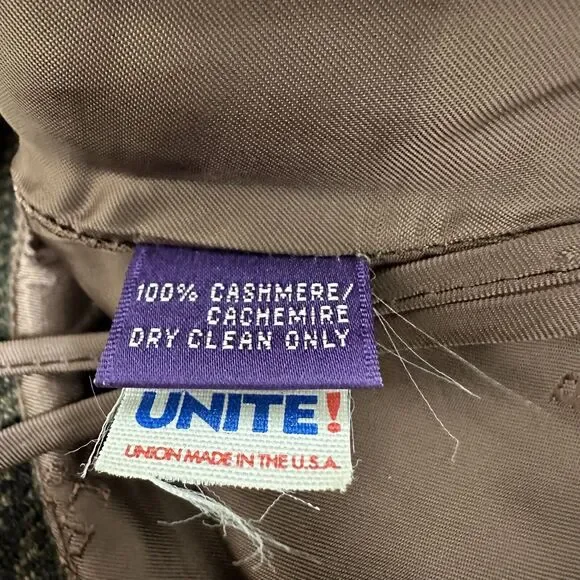 100% CASHMERE/
CACHEMIRE
DRY CLEAN ONLY
UNITE!
UNION MADE IN THE U.S.A.